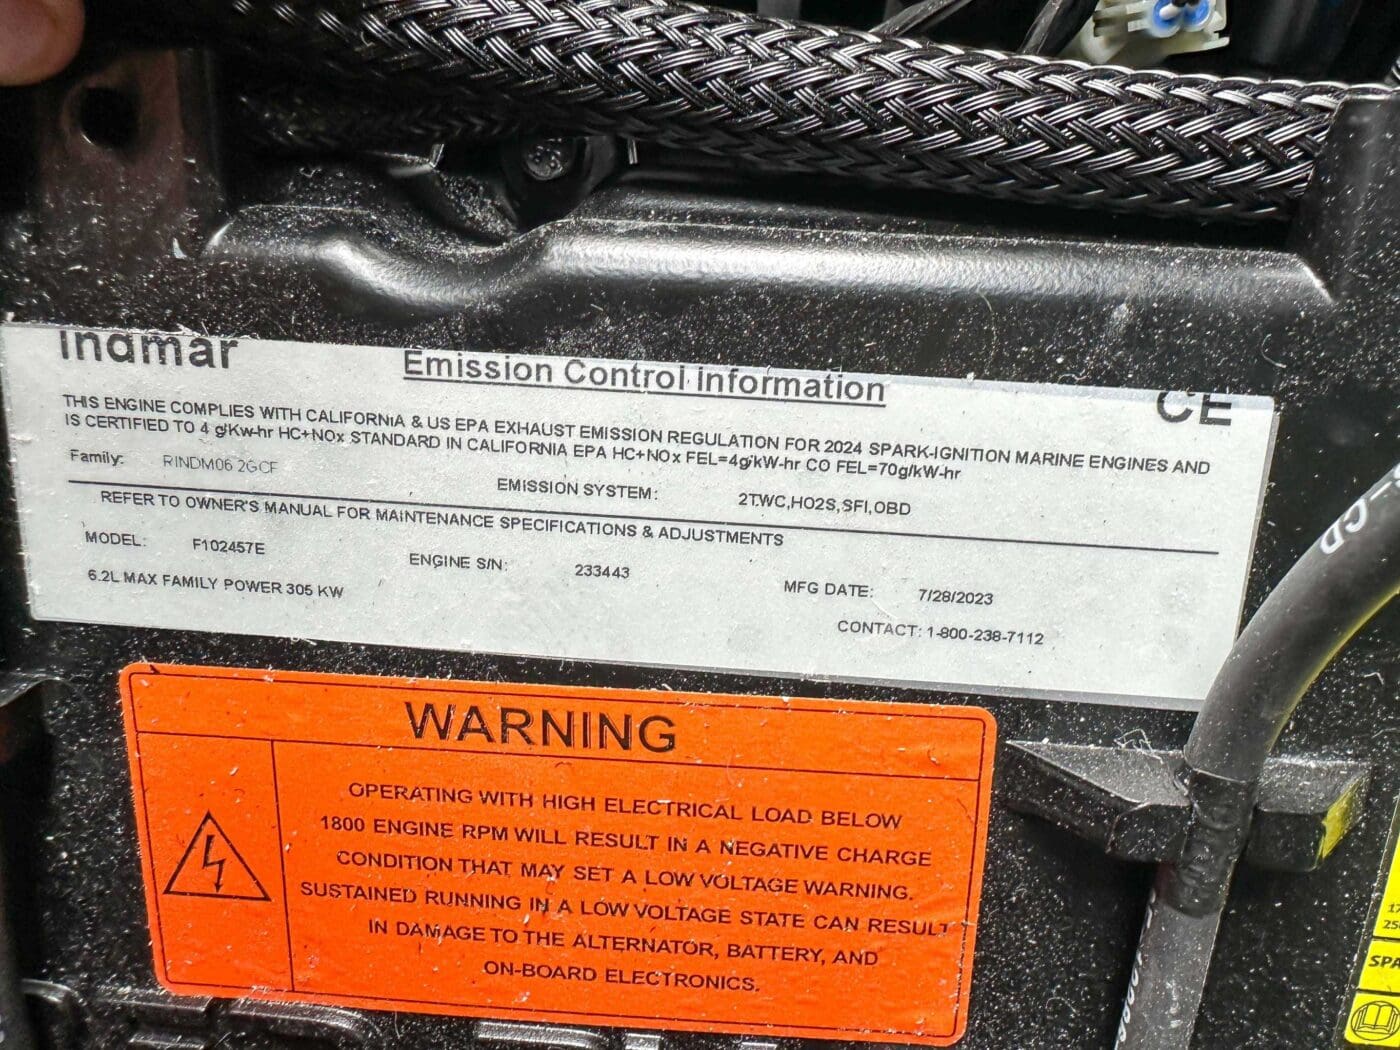 Indmar
Emission Control Information
CE
THIS ENGINE COMPLIES WITH CALIFORNIA & US EPA EXHAUST EMISSION REGULATION FOR 2024 SPARK-IGNITION MARINE ENGINES AND
IS CERTIFIED TO 4 g/Kw-hr HC+NOx STANDARD IN CALIFORNIA EPA HC+NOx FEL=4g/kW-hr CO FEL=70g/kW-hr
Family: RINDM06.2GCF
EMISSION SYSTEM: 2TWC,HO2S,SFI,OBD
REFER TO OWNER'S MANUAL FOR MAINTENANCE SPECIFICATIONS & ADJUSTMENTS
MODEL: F102457E ENGINE S/N: 233443 MFG DATE: 7/28/2023
6.2L MAX FAMILY POWER 305 KW
CONTACT: 1-800-238-7112
WARNING
OPERATING WITH HIGH ELECTRICAL LOAD BELOW
1800 ENGINE RPM WILL RESULT IN A NEGATIVE CHARGE
CONDITION THAT MAY SET A LOW VOLTAGE WARNING.
SUSTAINED RUNNING IN A LOW VOLTAGE STATE CAN RESULT
IN DAMAGE TO THE ALTERNATOR, BATTERY, AND
ON-BOARD ELECTRONICS.